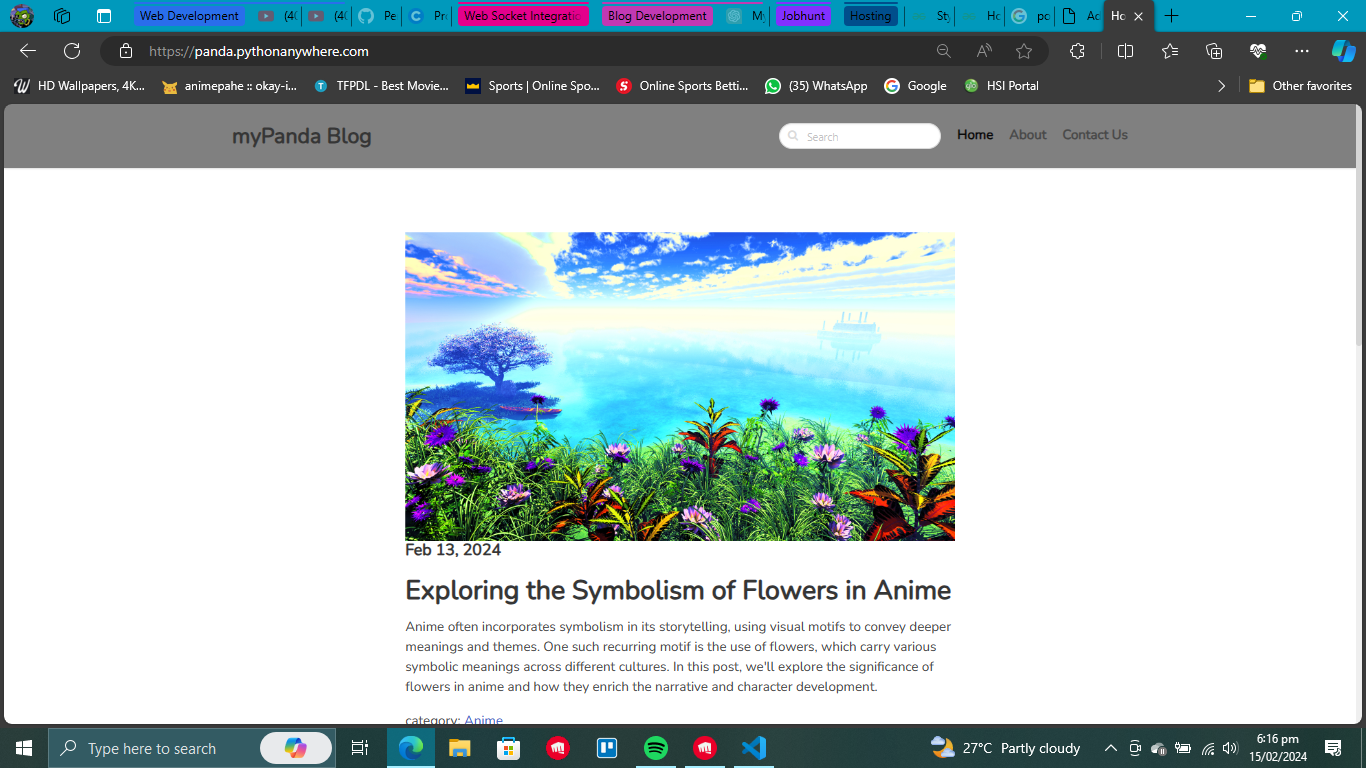 Web Development
(4(
(4(
Pe
Pr
Web Socket Integratio
Blog Development
M
Jobhunt
Hosting
Sty
Ho
pc
Ac
Ho
https://panda.pythonanywhere.com
HD Wallpapers, 4K...
animepahe :: okay-i...
TFPDL - Best Movie...
Sports | Online Spo...
Online Sports Betti...
(35) WhatsApp
Google
HSI Portal
Other favorites
myPanda Blog
Search
Home
About
Contact Us
Feb 13, 2024
Exploring the Symbolism of Flowers in Anime
Anime often incorporates symbolism in its storytelling, using visual motifs to convey deeper
meanings and themes. One such recurring motif is the use of flowers, which carry various
symbolic meanings across different cultures. In this post, we'll explore the significance of
flowers in anime and how they enrich the narrative and character development.
category: Anime
Type here to search
27°C Partly cloudy
6:16 pm
15/02/2024